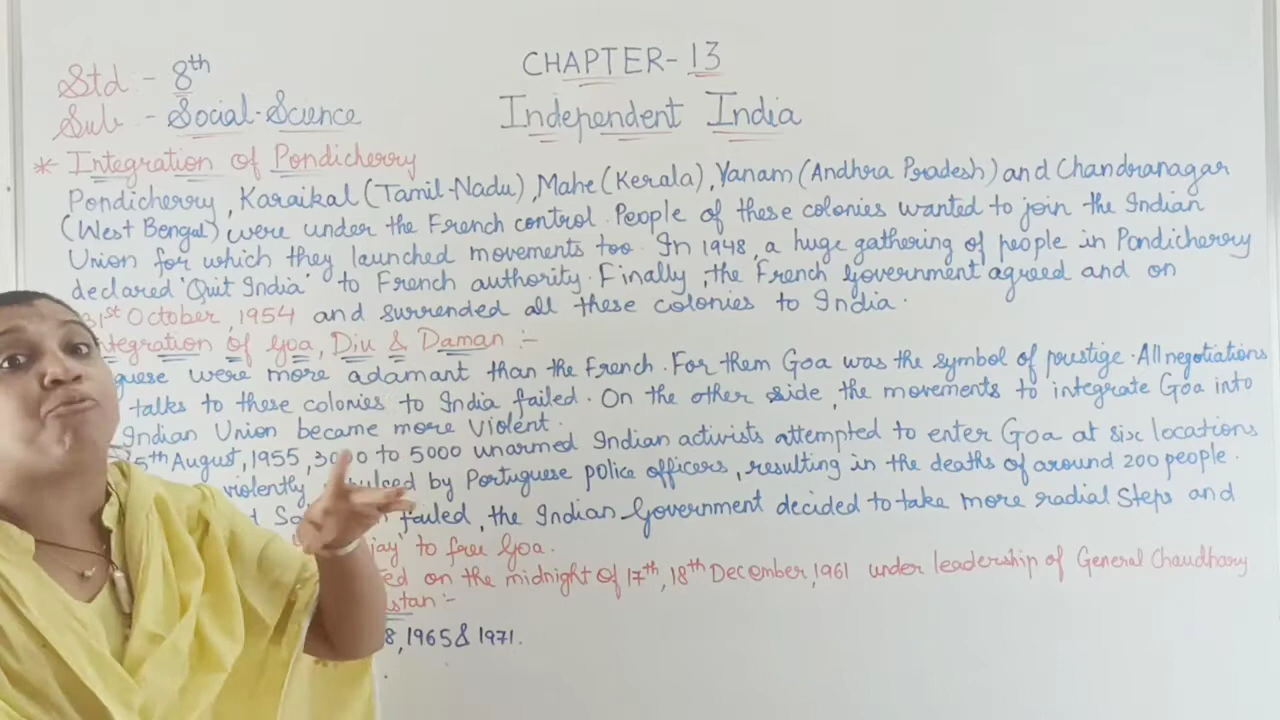 Std :- 8th
Sub :- Social-Science
CHAPTER-13
Independent India
* Integration of Pondicherry
Pondicherry, Karaikal (Tamil-Nadu), Mahe (Kerala), Yanam (Andhra Pradesh) and Chandranagar
(West Bengal) were under the French control. People of these colonies wanted to join the Indian
Union for which they launched movements too. In 1948, a huge gathering of people in Pondicherry
declared 'Quit India' to French authority. Finally, the French Government agreed and on
31st October, 1954 and surrended all these colonies to India.
ntegration of Goa, Diu & Daman :-
guese were more adamant than the French. For them Goa was the symbol of prestige. All negotiations
talks to these colonies to India failed. On the other side, the movements to integrate Goa into
Indian Union became more violent.
5th August, 1955, 3000 to 5000 unarmed Indian activists attempted to enter Goa at six locations
violently pulsed by Portuguese police officers, resulting in the deaths of around 200 people.
failed, the Indian Government decided to take more radial steps and
jay' to free Goa.
ed on the midnight of 17th, 18th December, 1961 under leadership of General Chaudhary
stan :-
8, 1965 & 1971.